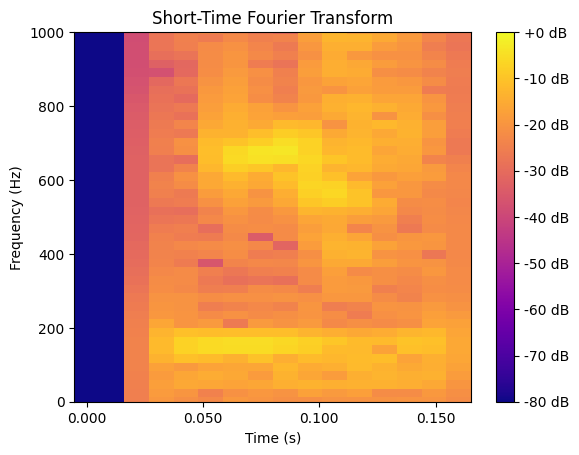 Short-Time Fourier Transform
1000
800
600
400
200
0
Frequency (Hz)
0.000
0.050
0.100
0.150
Time (s)
+0 dB
-10 dB
-20 dB
-30 dB
-40 dB
-50 dB
-60 dB
-70 dB
-80 dB